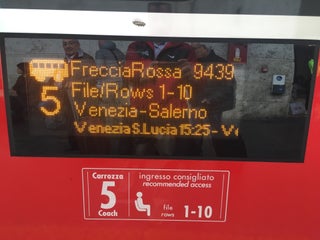 FrecciaRossa 9439
5
File/Rows 1-10
Venezia-Salerno
Venezia S.Lucia 15:25-
Carrozza
5
Coach
ingresso consigliato
recommended access
file
rows
1-10